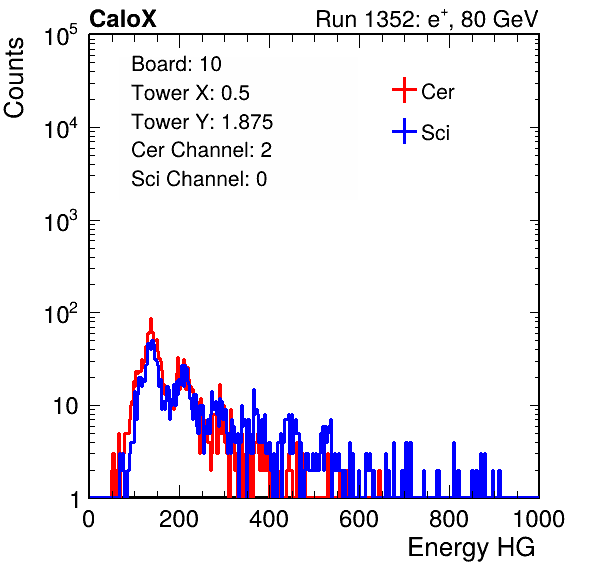 CaloX Run 1352: e⁺, 80 GeV
Counts
10⁵
10⁴
10³
10²
10
1
Board: 10
Tower X: 0.5
Tower Y: 1.875
Cer Channel: 2
Sci Channel: 0
Cer
Sci
0 200 400 600 800 1000
Energy HG